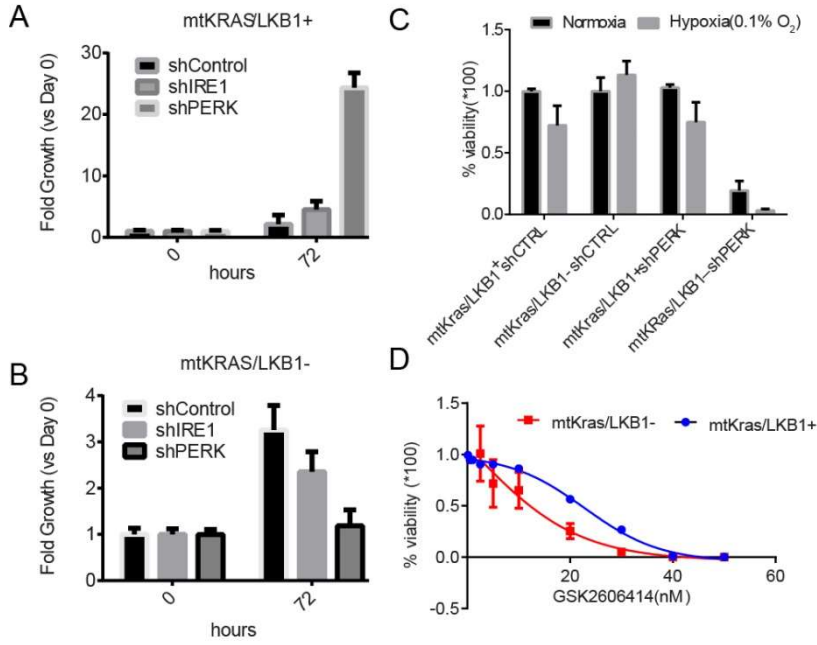 A
mtKRAS/LKB1+
Fold Growth (vs Day 0)
30
20
10
0
shControl
shIRE1
shPERK
0
72
hours
B
mtKRAS/LKB1-
Fold Growth (vs Day 0)
4
3
2
1
0
shControl
shIRE1
shPERK
0
72
hours
C
Normoxia
Hypoxia(0.1% O₂)
% viability(*100)
1.5
1.0
0.5
0.0
mtKras/LKB1⁺shCTRL
mtKras/LKB1- shCTRL
mtKras/LKB1+shPERK
mtKRas/LKB1–shPERK
D
mtKras/LKB1-
mtKras/LKB1+
% viability (*100)
1.5
1.0
0.5
0.0
-0.5
20
40
60
GSK2606414(nM)